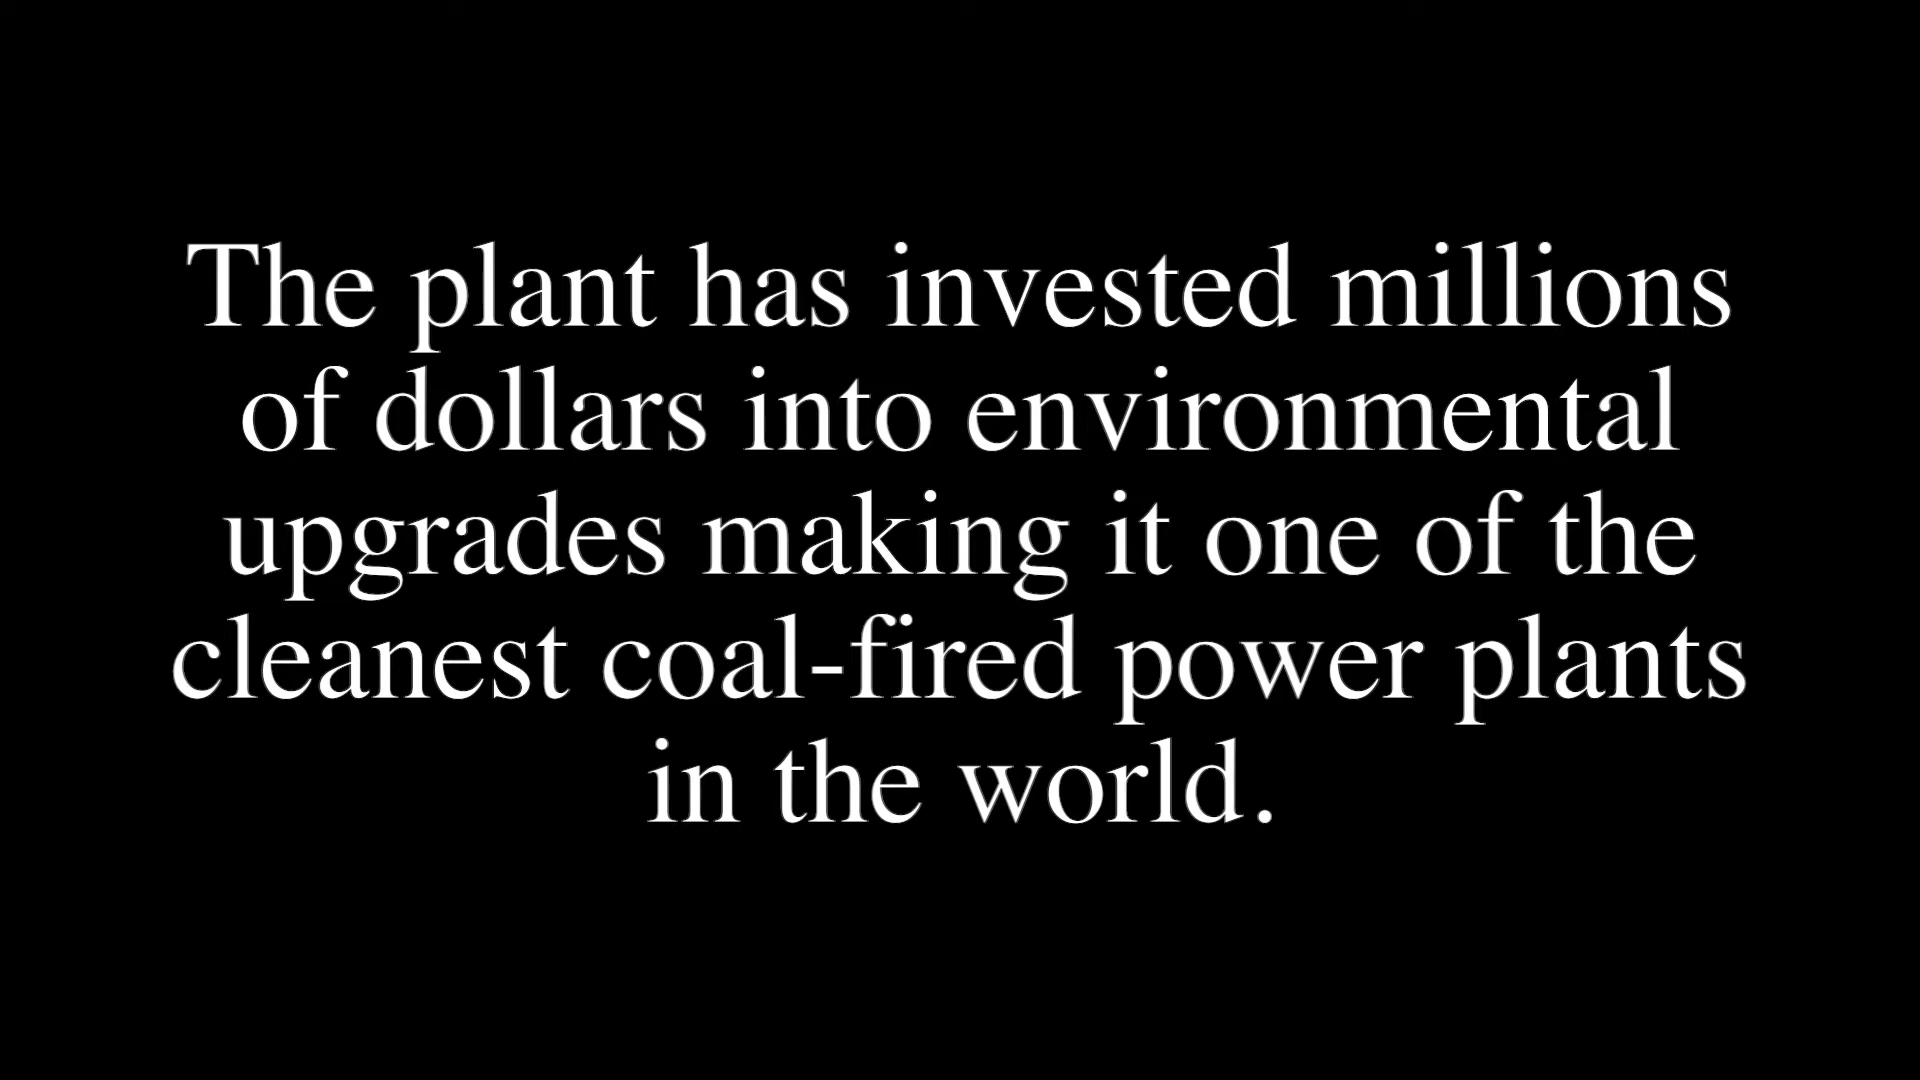 The plant has invested millions
of dollars into environmental
upgrades making it one of the
cleanest coal-fired power plants
in the world.